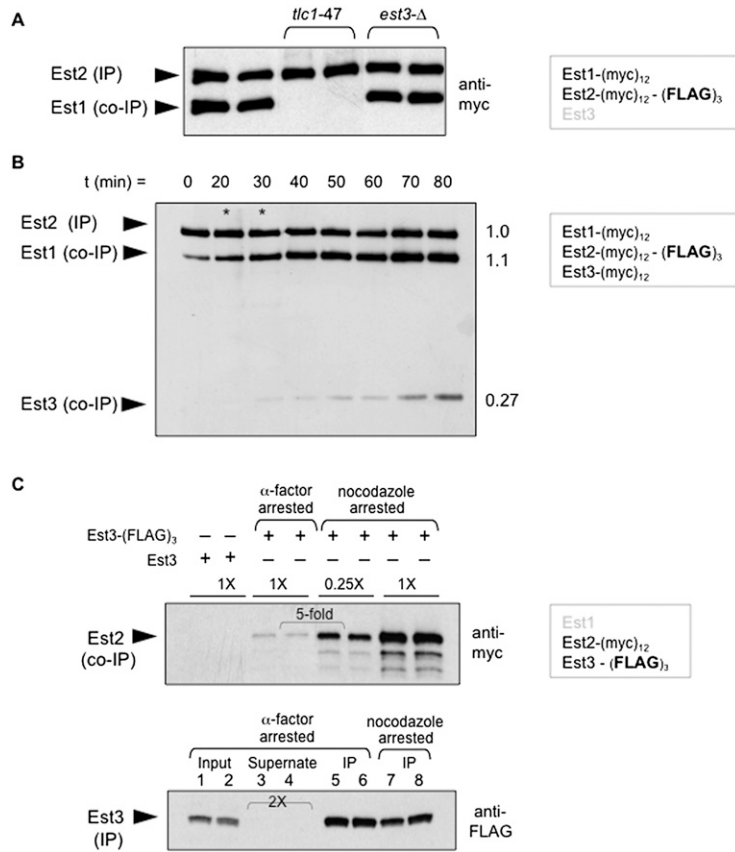 A
tlc1-47 est3-Δ
Est2 (IP)
Est1 (co-IP)
anti-
myc
Est1-(myc)₁₂
Est2-(myc)₁₂ - (FLAG)₃
Est3
B
t (min) = 0 20 30 40 50 60 70 80
* *
Est2 (IP)
1.0
Est1 (co-IP)
1.1
Est3 (co-IP)
0.27
Est1-(myc)₁₂
Est2-(myc)₁₂ - (FLAG)₃
Est3-(myc)₁₂
C
α-factor
arrested
nocodazole
arrested
Est3-(FLAG)₃ – – + + + + + +
Est3 + + – – – – – –
1X 1X 0.25X 1X
5-fold
Est2
(co-IP)
anti-
myc
Est1
Est2-(myc)₁₂
Est3 - (FLAG)₃
α-factor
arrested
nocodazole
arrested
Input Supernate IP IP
1 2 3 4 5 6 7 8
2X
Est3
(IP)
anti-
FLAG